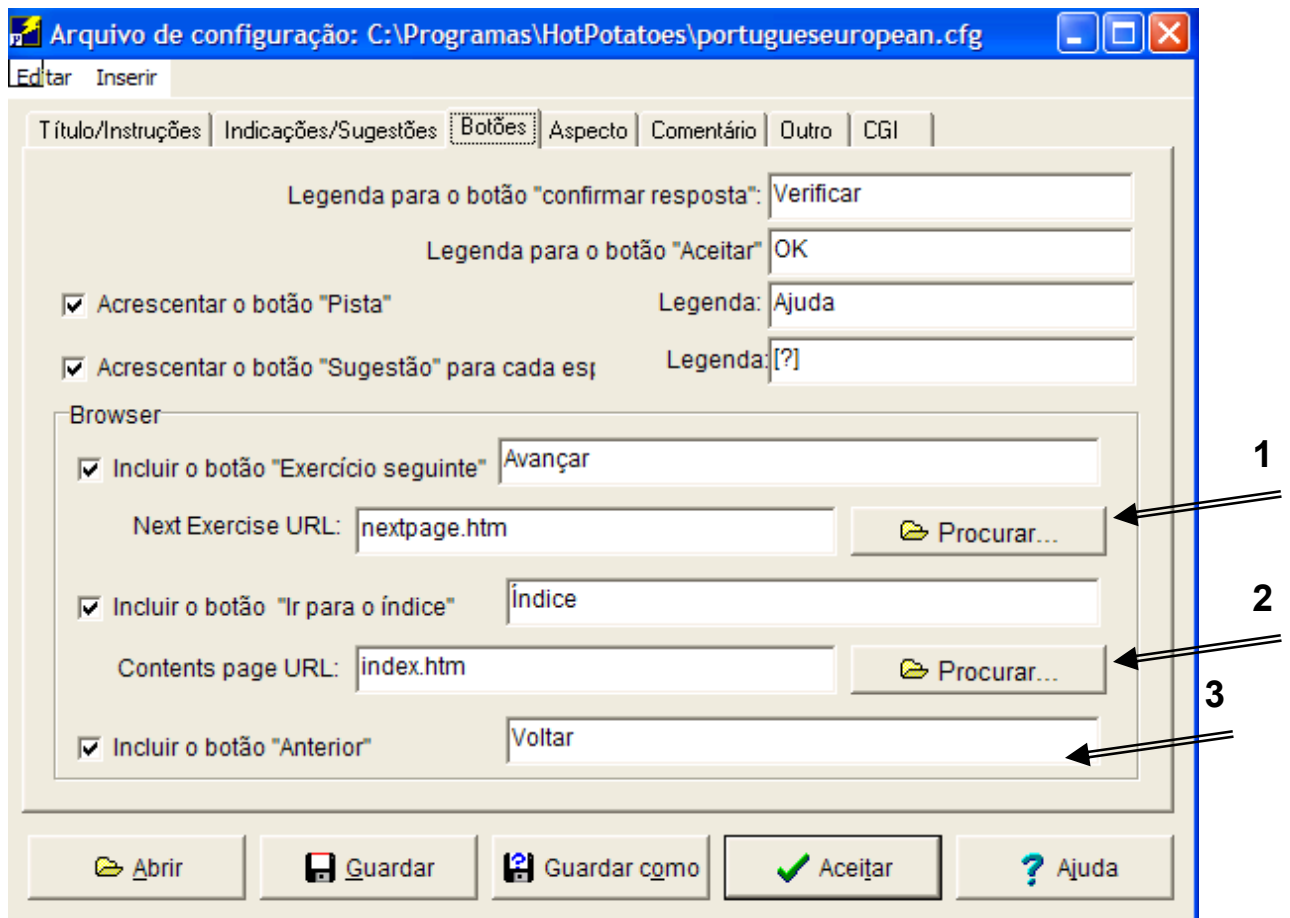 Arquivo de configuração: C:\Programas\HotPotatoes\portugueseeuropean.cfg
Editar Inserir
Título/Instruções Indicações/Sugestões Botões Aspecto Comentário Outro CGI
Legenda para o botão "confirmar resposta": Verificar
Legenda para o botão "Aceitar" OK
Acrescentar o botão "Pista" Legenda: Ajuda
Acrescentar o botão "Sugestão" para cada esp Legenda: [?]
Browser
Incluir o botão "Exercício seguinte" Avançar
1
Next Exercise URL: nextpage.htm Procurar...
Incluir o botão "Ir para o índice" Índice
2
Contents page URL: index.htm Procurar...
3
Incluir o botão "Anterior" Voltar
Abrir Guardar Guardar como Aceitar Ajuda